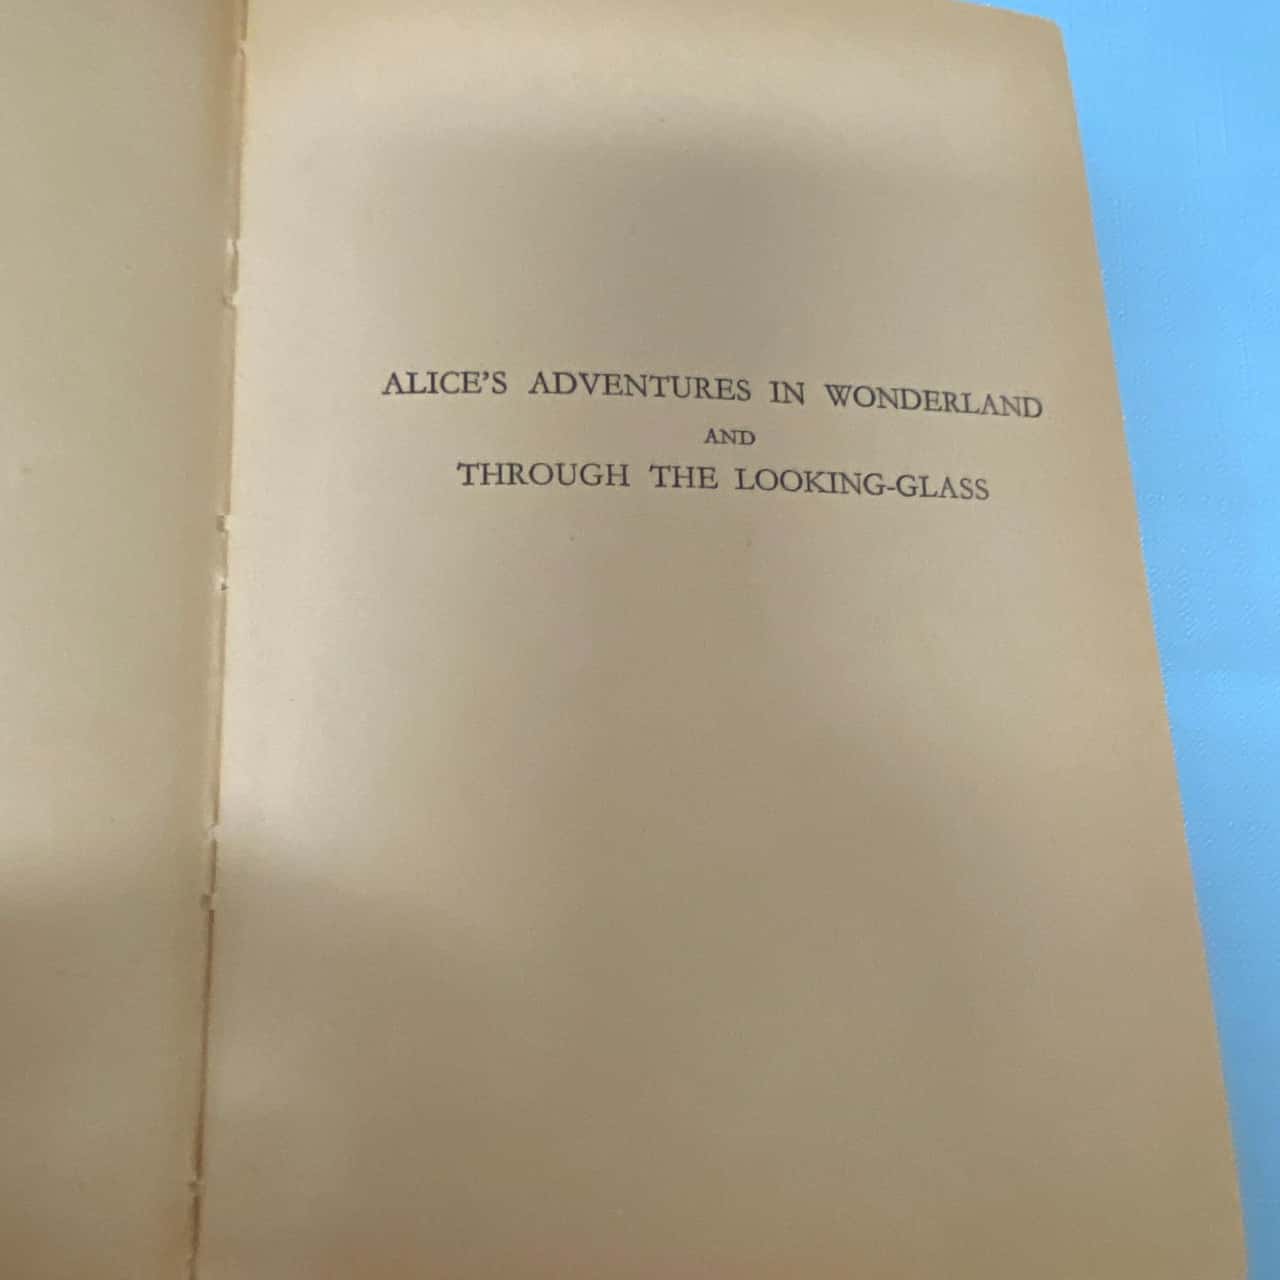 ALICE'S ADVENTURES IN WONDERLAND
AND
THROUGH THE LOOKING-GLASS